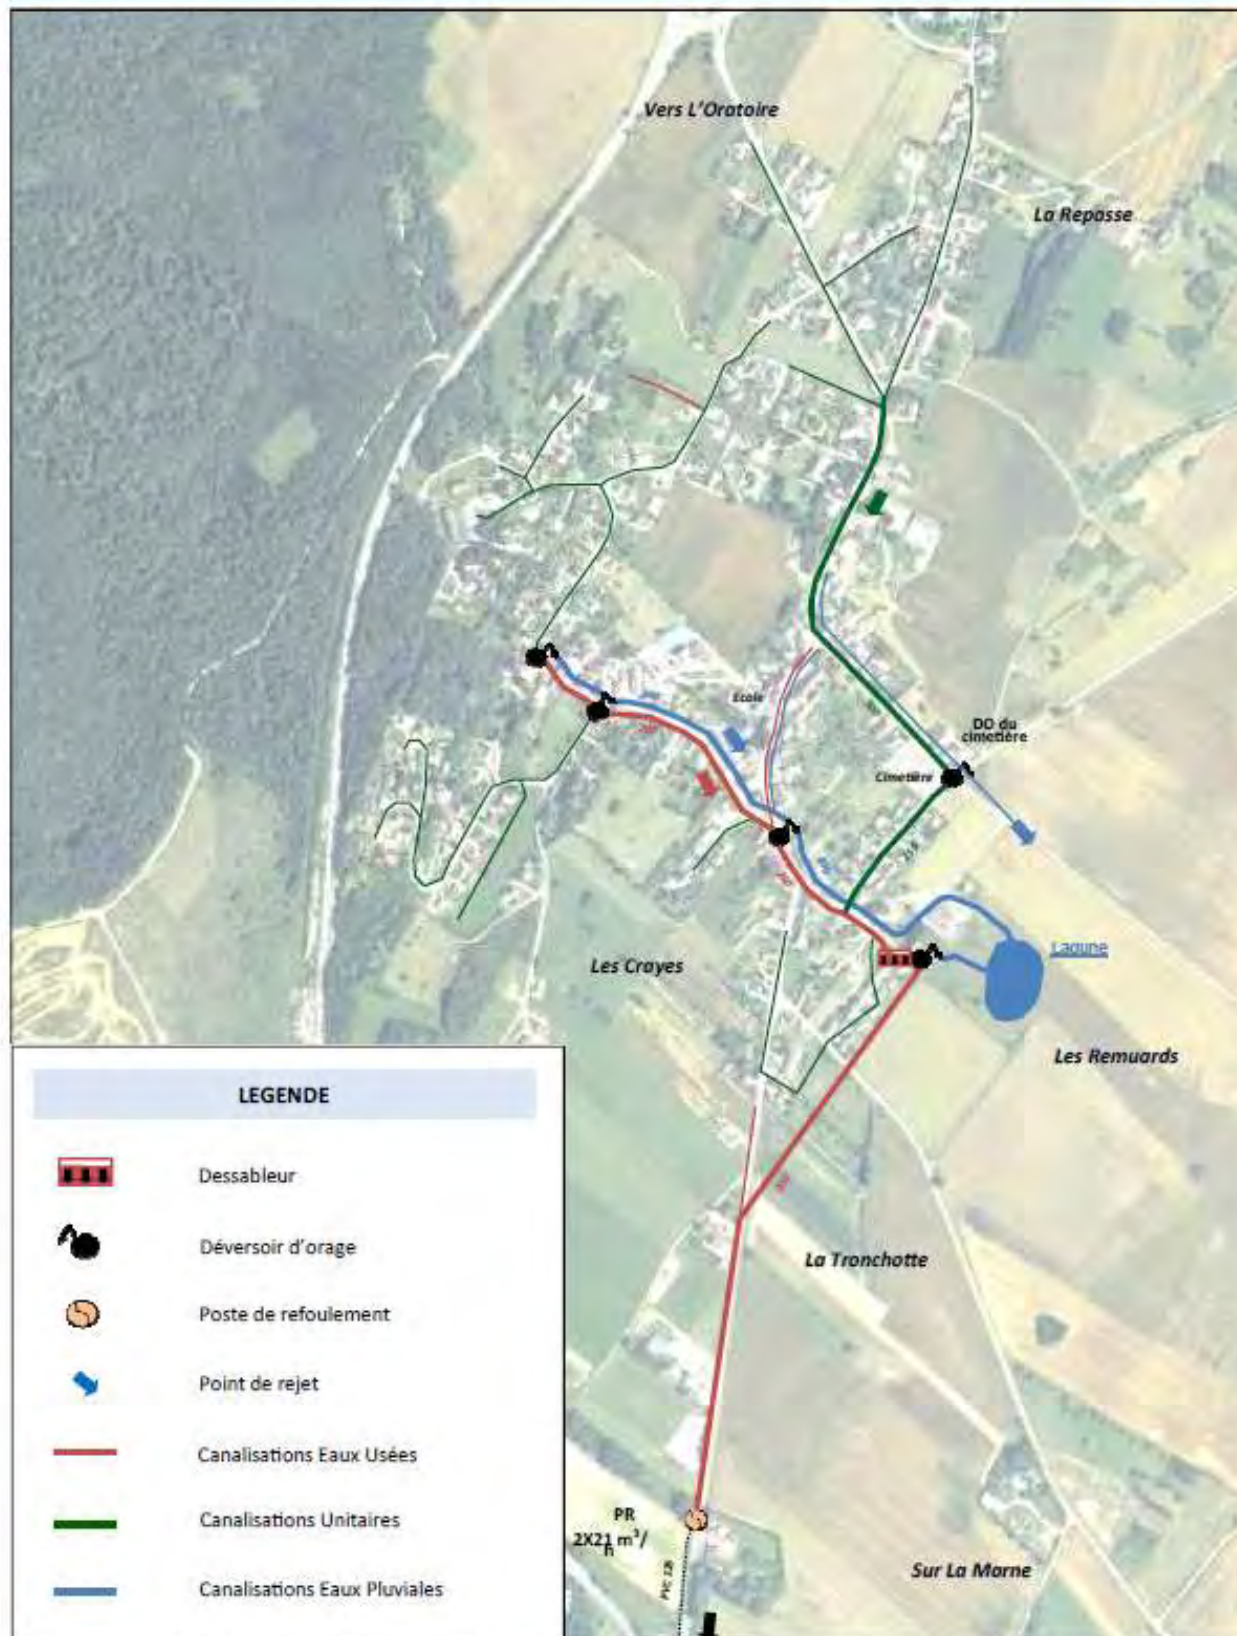 Vers L'Oratoire
La Repasse
Ecole
DO du
cimetière
Cimetière
Lagune
Les Crayes
Les Remuards
LEGENDE
Dessableur
Déversoir d'orage
Poste de refoulement
Point de rejet
Canalisations Eaux Usées
Canalisations Unitaires
Canalisations Eaux Pluviales
La Tronchotte
PR
2X21 m³/
h
Sur La Marne